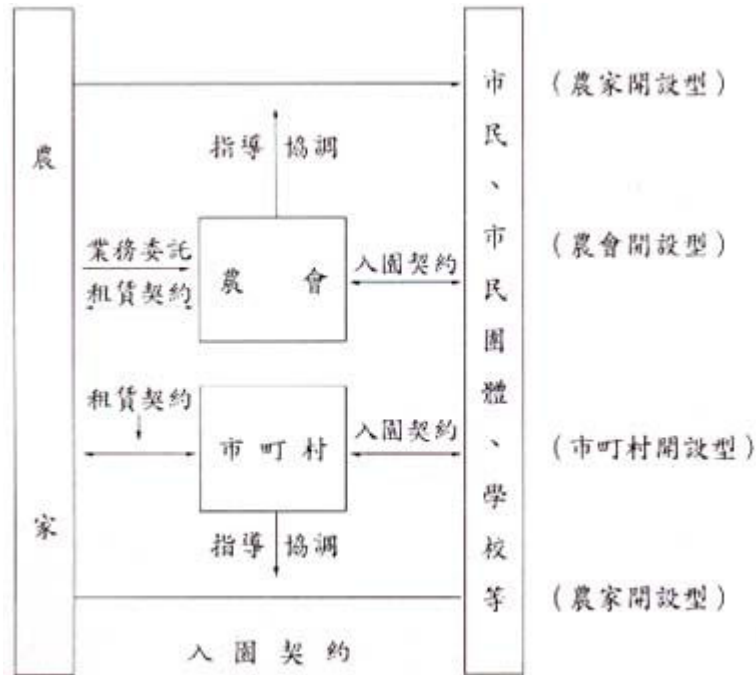 農家
市民、市民團體、學校等
(農家開設型)
指導 協調
業務委託
租賃契約
農會
入園契約
(農會開設型)
租賃契約
市町村
入園契約
(市町村開設型)
指導 協調
(農家開設型)
入園契約